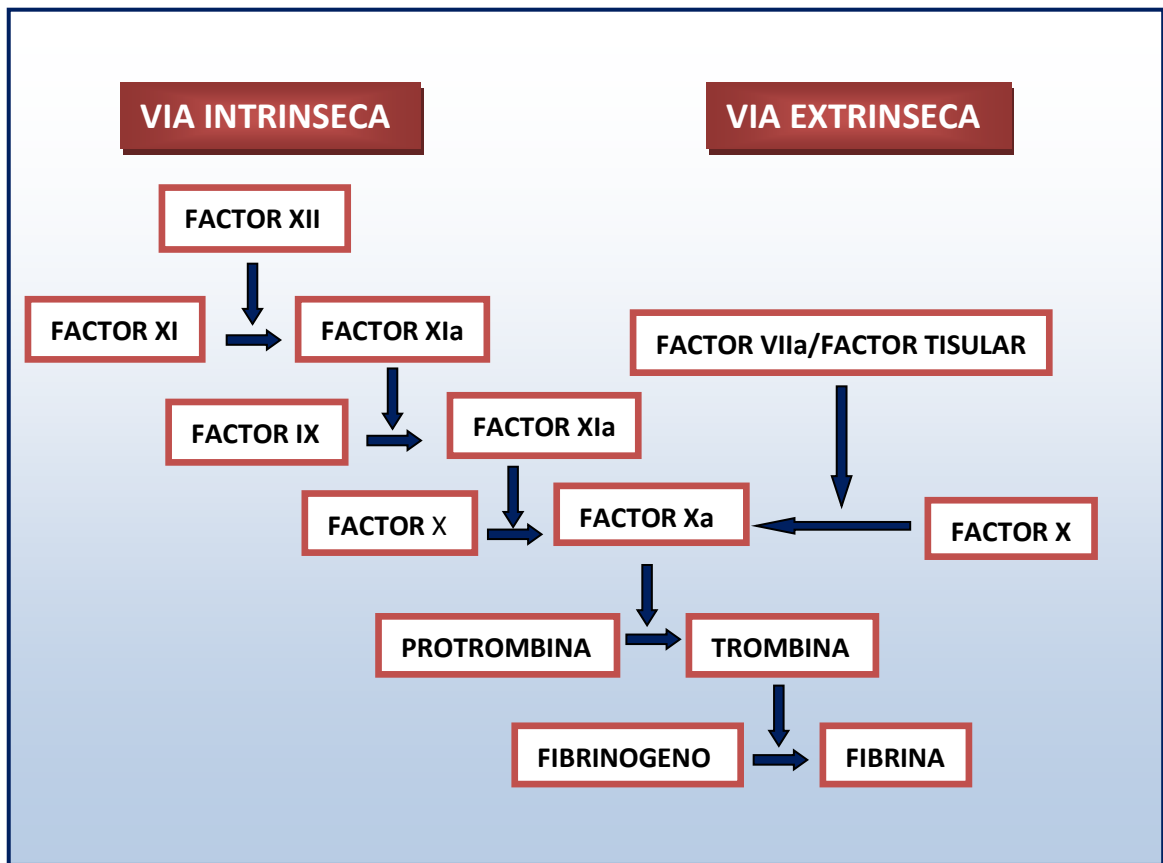 VIA INTRINSECA
VIA EXTRINSECA
FACTOR XII
FACTOR XI
FACTOR XIa
FACTOR VIIa/FACTOR TISULAR
FACTOR IX
FACTOR XIa
FACTOR X
FACTOR Xa
FACTOR X
PROTROMBINA
TROMBINA
FIBRINOGENO
FIBRINA